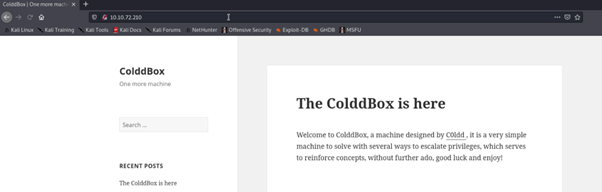 ColddBox | One more mach
10.10.72.210
Kali Linux Kali Training Kali Tools Kali Docs Kali Forums NetHunter Offensive Security Exploit-DB GHDB MSFU
ColddBox
One more machine
Search ...
RECENT POSTS
The ColddBox is here
The ColddBox is here
Welcome to ColddBox, a machine designed by C0ldd , it is a very simple
machine to solve with several ways to escalate privileges, which serves
to reinforce concepts, without further ado, good luck and enjoy!